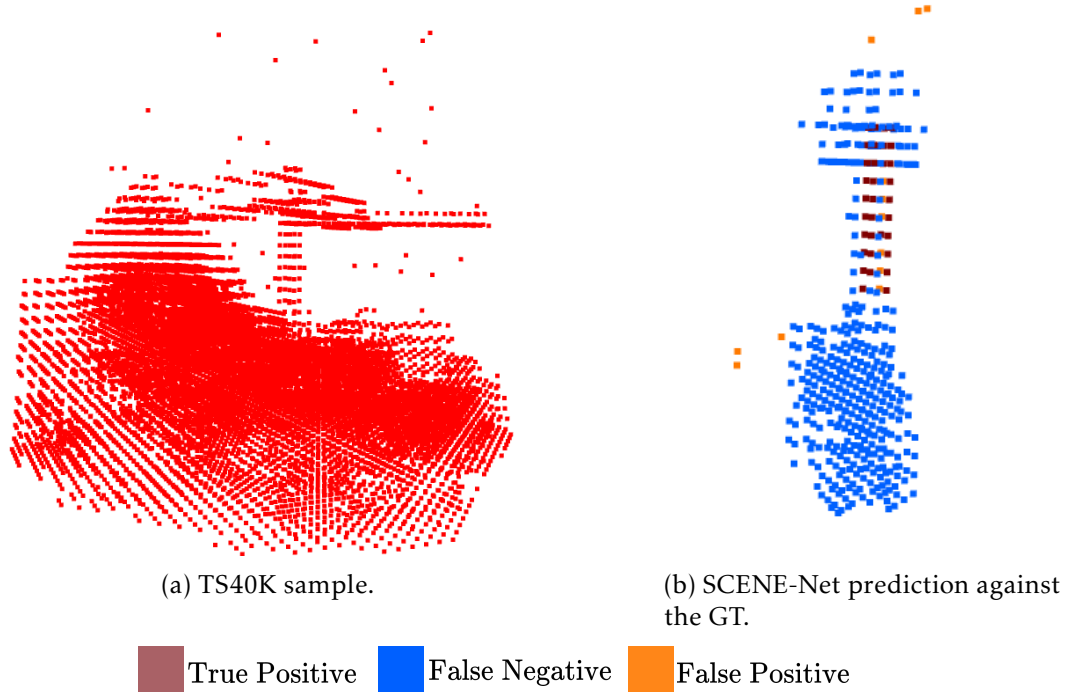 (a) TS40K sample.
(b) SCENE-Net prediction against
the GT.
True Positive
False Negative
False Positive